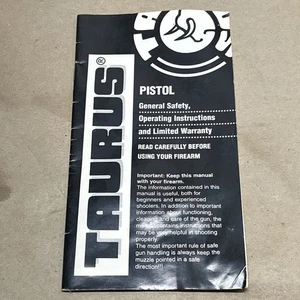 TAURUS®
PISTOL
General Safety,
Operating Instructions
and Limited Warranty
READ CAREFULLY BEFORE
USING YOUR FIREARM
Important: Keep this manual
with your firearm.
The information contained in this
manual is useful, both for
beginners and experienced
shooters. In addition to important
information about functioning,
cleaning and care of the gun, the
manual contains instructions that
may be very helpful in shooting
properly.
The most important rule of safe
gun handling is always keep the
muzzle pointed in a safe
direction!!!